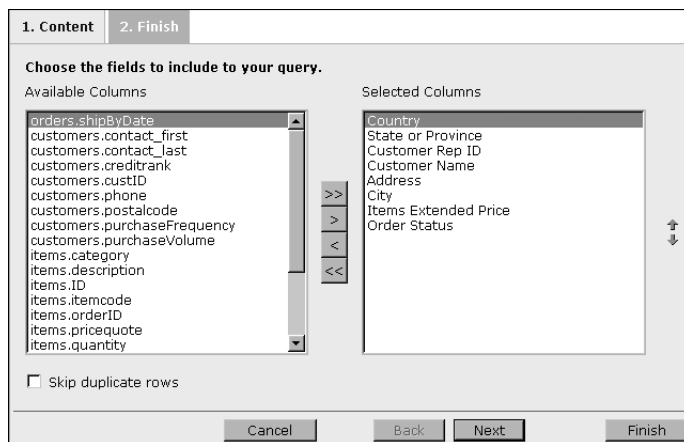 1. Content
2. Finish
Choose the fields to include to your query.
Available Columns
Selected Columns
orders.shipByDate
customers.contact_first
customers.contact_last
customers.creditrank
customers.custID
customers.phone
customers.postalcode
customers.purchaseFrequency
customers.purchaseVolume
items.category
items.description
items.ID
items.itemcode
items.orderID
items.pricequote
items.quantity
>>
>
<
<<
Country
State or Province
Customer Rep ID
Customer Name
Address
City
Items Extended Price
Order Status
Skip duplicate rows
Cancel
Back
Next
Finish